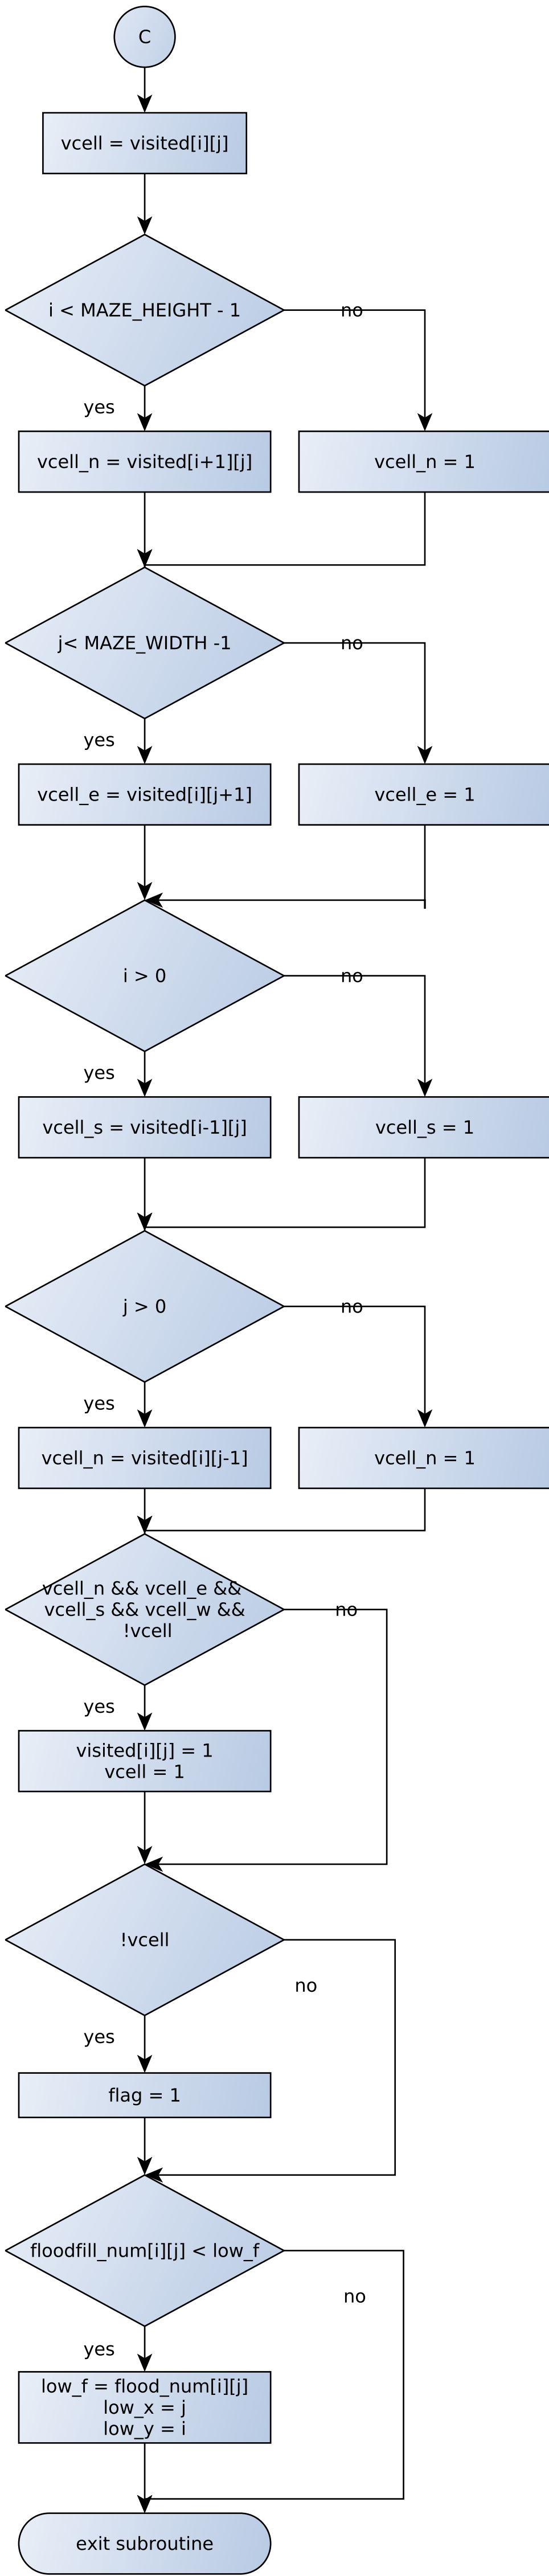 C
vcell = visited[i][j]
i < MAZE_HEIGHT - 1
no
yes
vcell_n = visited[i+1][j]
vcell_n = 1
j< MAZE_WIDTH -1
no
yes
vcell_e = visited[i][j+1]
vcell_e = 1
i > 0
no
yes
vcell_s = visited[i-1][j]
vcell_s = 1
j > 0
no
yes
vcell_n = visited[i][j-1]
vcell_n = 1
vcell_n && vcell_e &&
vcell_s && vcell_w &&
!vcell
no
yes
visited[i][j] = 1
vcell = 1
!vcell
no
yes
flag = 1
floodfill_num[i][j] < low_f
no
yes
low_f = flood_num[i][j]
low_x = j
low_y = i
exit subroutine